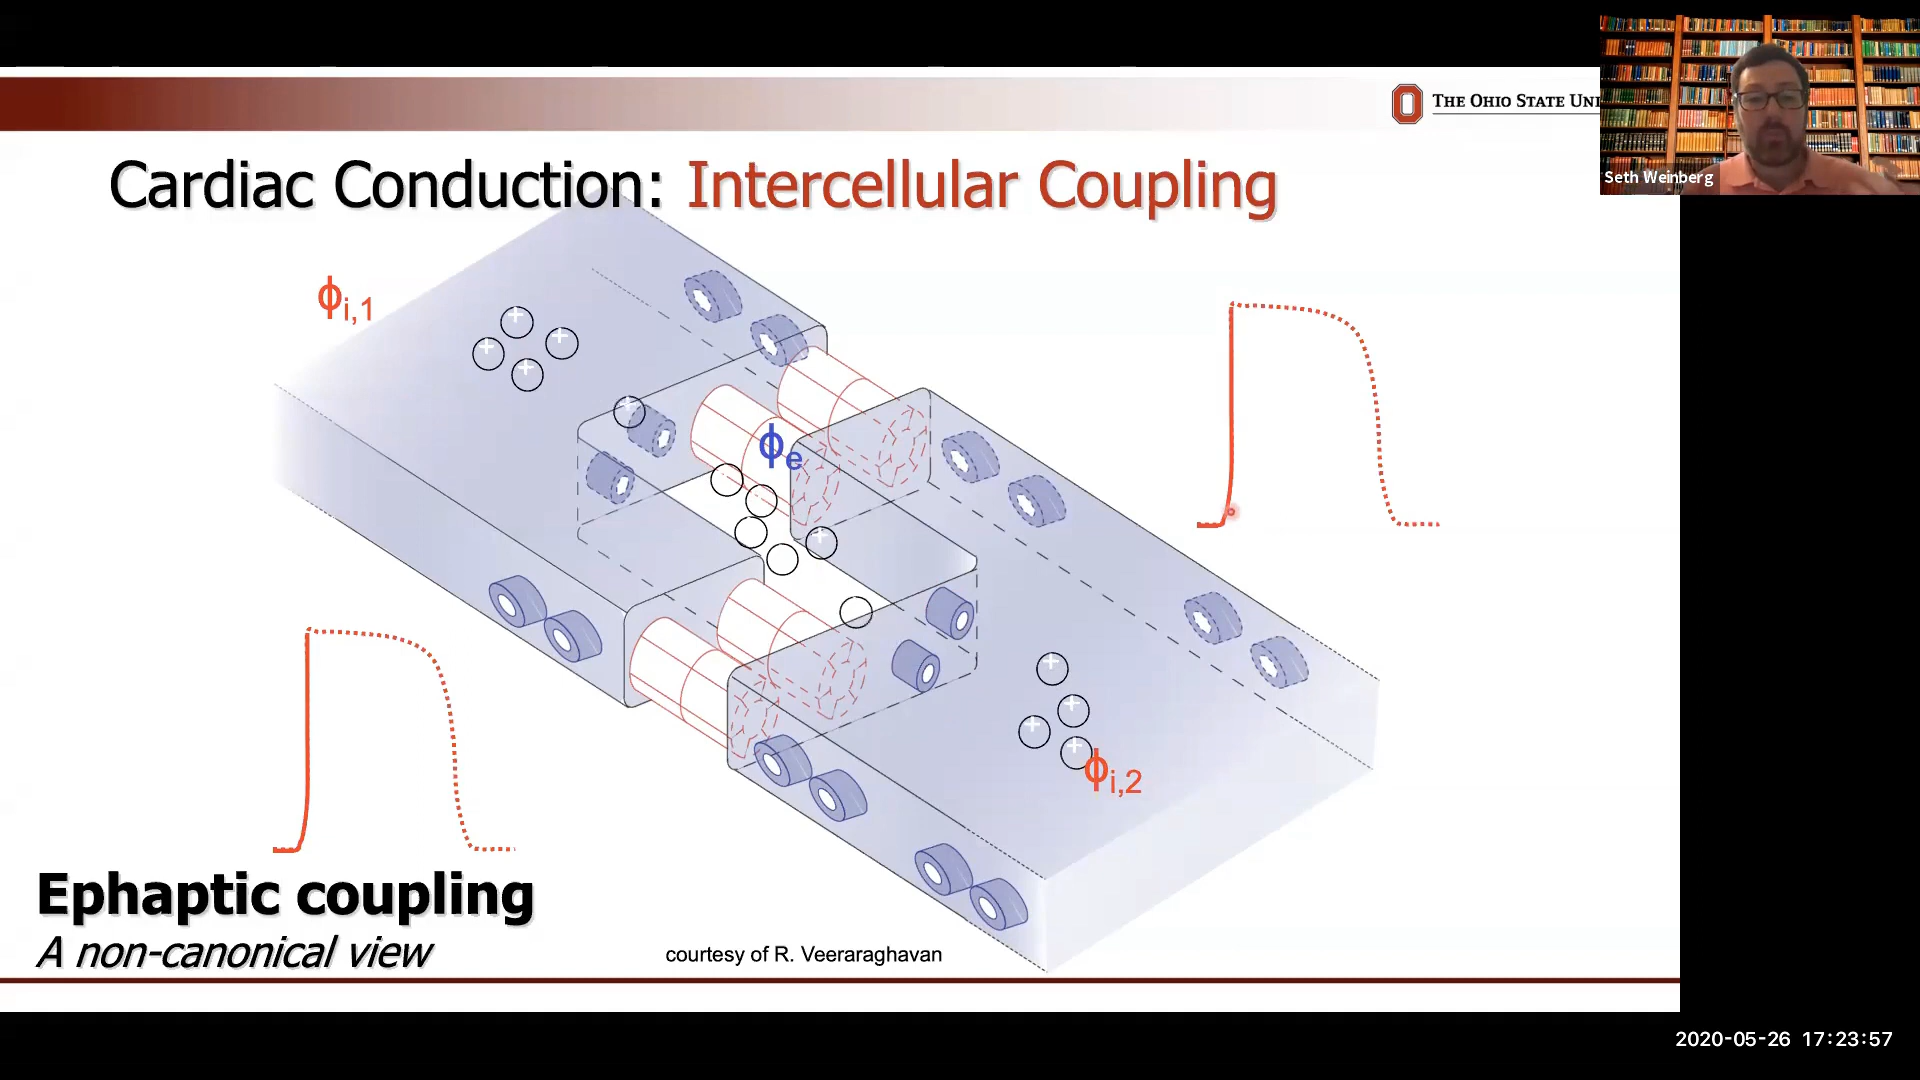 THE OHIO STATE UNI
Seth Weinberg
Cardiac Conduction: Intercellular Coupling
ϕi,1
ϕe
ϕi,2
Ephaptic coupling
A non-canonical view
courtesy of R. Veeraraghavan
2020-05-26 17:23:57